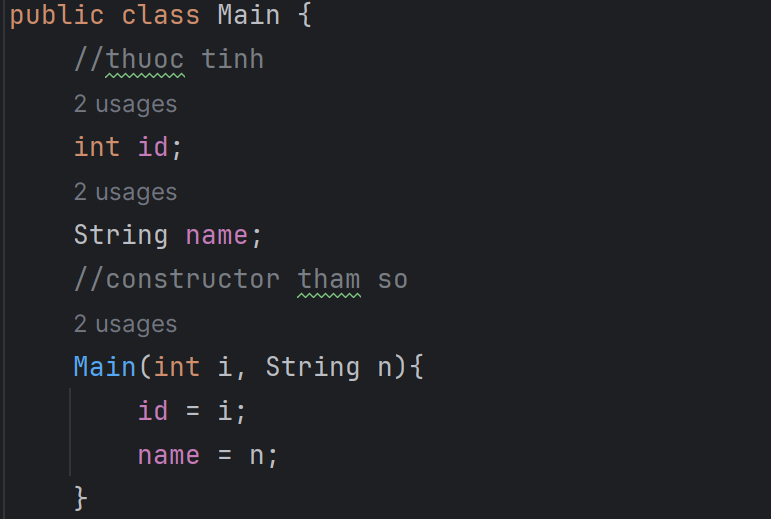 public class Main {
//thuoc tinh
2 usages
int id;
2 usages
String name;
//constructor tham so
2 usages
Main(int i, String n){
id = i;
name = n;
}